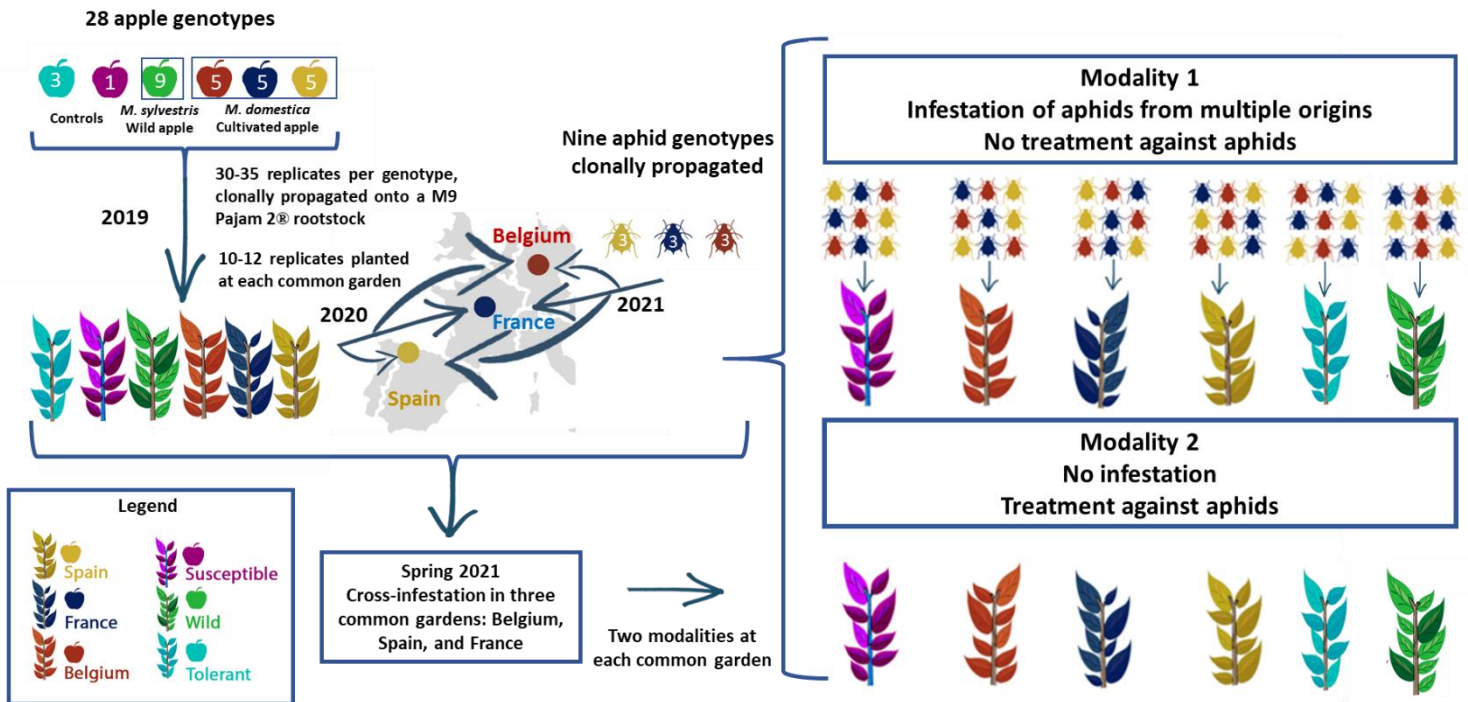 28 apple genotypes
3
1
9
5
5
5
Controls
M. sylvestris
Wild apple
M. domestica
Cultivated apple
30-35 replicates per genotype,
clonally propagated onto a M9
Pajam 2® rootstock
2019
10-12 replicates planted
at each common garden
2020
Nine aphid genotypes
clonally propagated
3
3
3
Belgium
France
Spain
2021
Legend
Spain
France
Belgium
Susceptible
Wild
Tolerant
Spring 2021
Cross-infestation in three
common gardens: Belgium,
Spain, and France
Two modalities at
each common garden
Modality 1
Infestation of aphids from multiple origins
No treatment against aphids
Modality 2
No infestation
Treatment against aphids